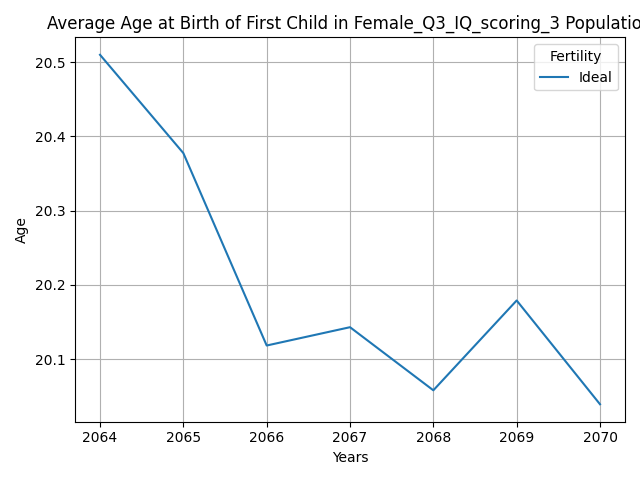 Average Age at Birth of First Child in Female_Q3_IQ_scoring_3 Populatio
Fertility
Ideal
20.5
20.4
20.3
20.2
20.1
Age
2064 2065 2066 2067 2068 2069 2070
Years